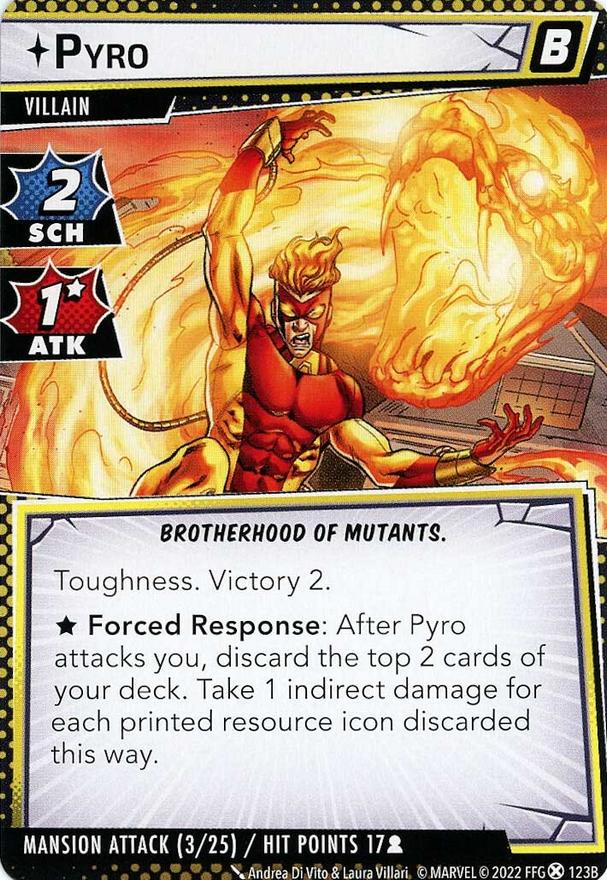 Pyro
B
VILLAIN
2
SCH
1★
ATK
BROTHERHOOD OF MUTANTS.
Toughness. Victory 2.
★ Forced Response: After Pyro
attacks you, discard the top 2 cards of
your deck. Take 1 indirect damage for
each printed resource icon discarded
this way.
MANSION ATTACK (3/25) / HIT POINTS 17
Andrea Di Vito & Laura Villari. © MARVEL © 2022 FFG 123B